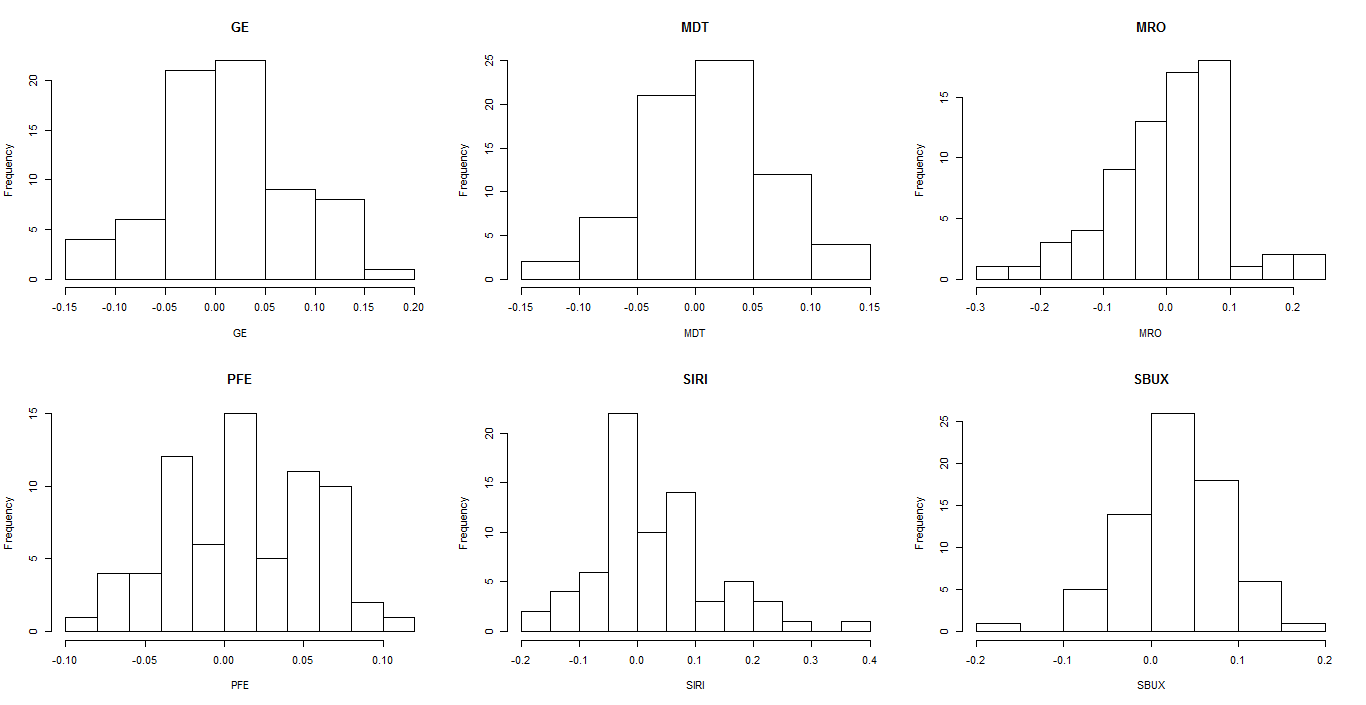 GE
MDT
MRO
Frequency
0
5
10
15
20
-0.15 -0.10 -0.05 0.00 0.05 0.10 0.15 0.20
GE
Frequency
0
5
10
15
20
25
-0.15 -0.10 -0.05 0.00 0.05 0.10 0.15
MDT
Frequency
0
5
10
15
-0.3 -0.2 -0.1 0.0 0.1 0.2
MRO
PFE
SIRI
SBUX
Frequency
0
5
10
15
-0.10 -0.05 0.00 0.05 0.10
PFE
Frequency
0
5
10
15
20
-0.2 -0.1 0.0 0.1 0.2 0.3 0.4
SIRI
Frequency
0
5
10
15
20
25
-0.2 -0.1 0.0 0.1 0.2
SBUX